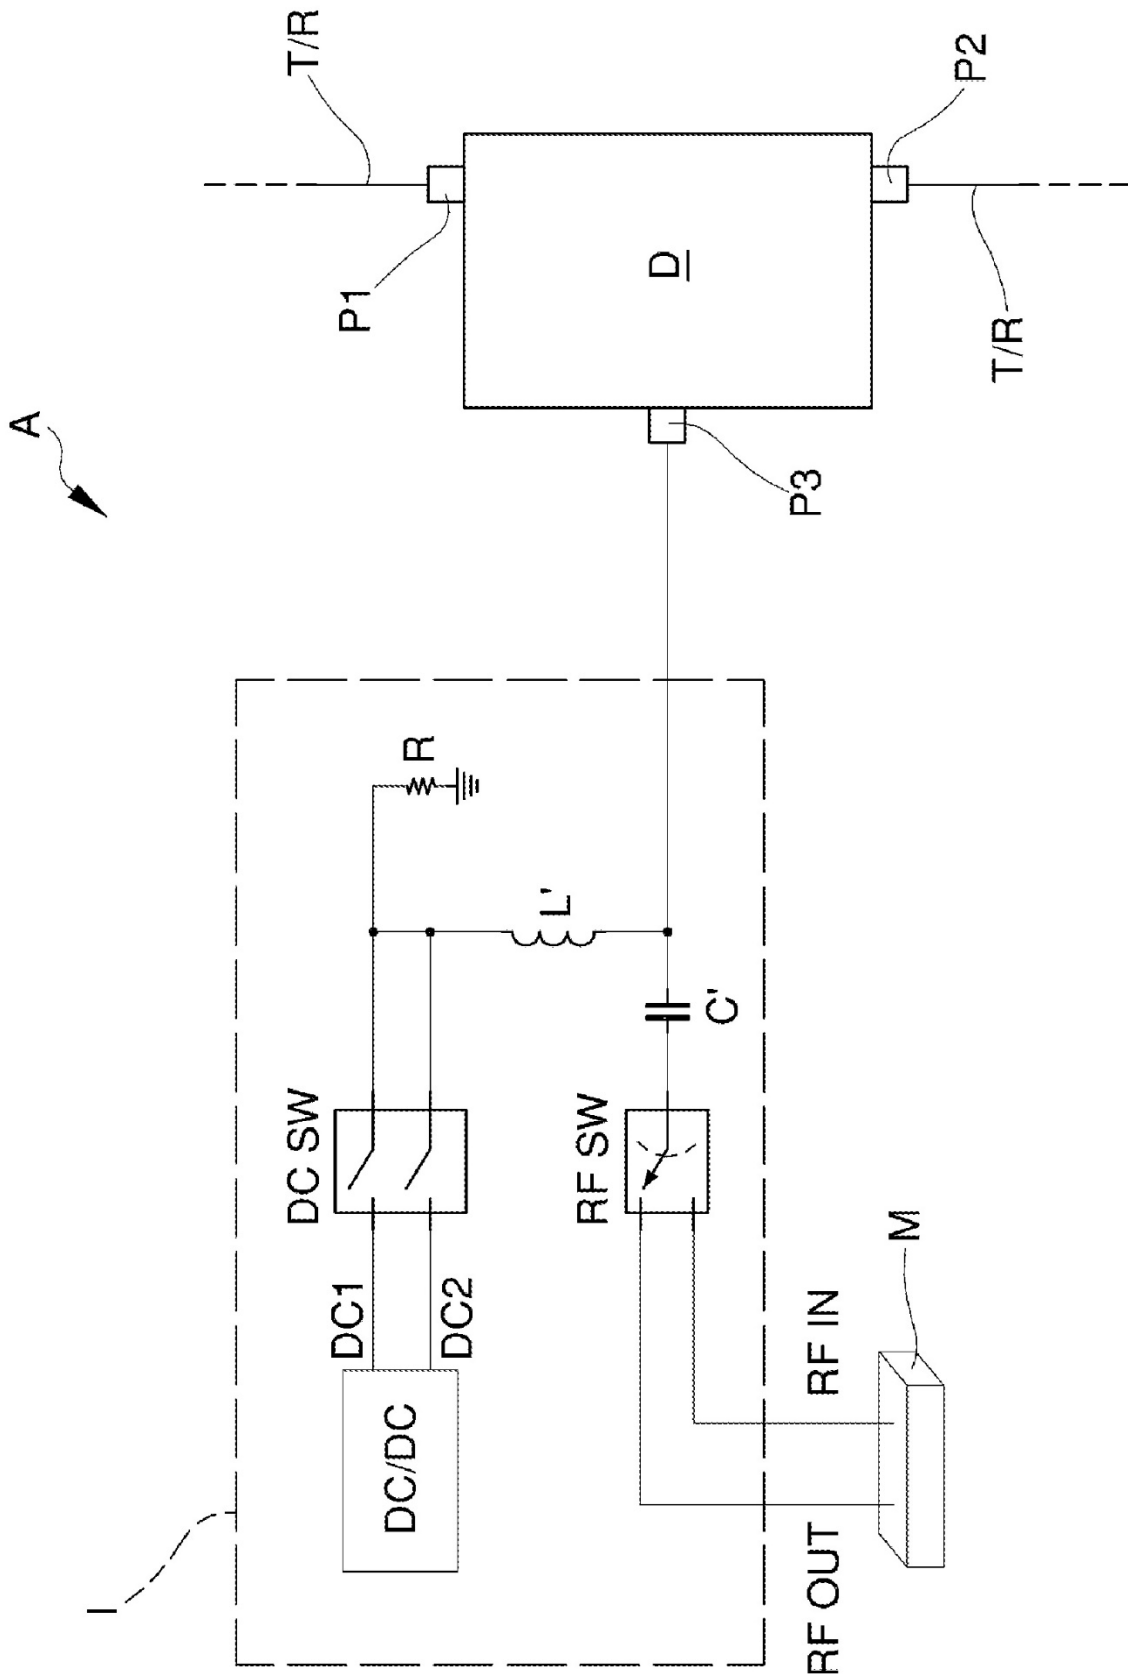 A
T/R
P1
D
P2
T/R
P3
I
DC/DC
DC1
DC2
DC SW
R
L'
C'
RF SW
RF OUT
RF IN
M